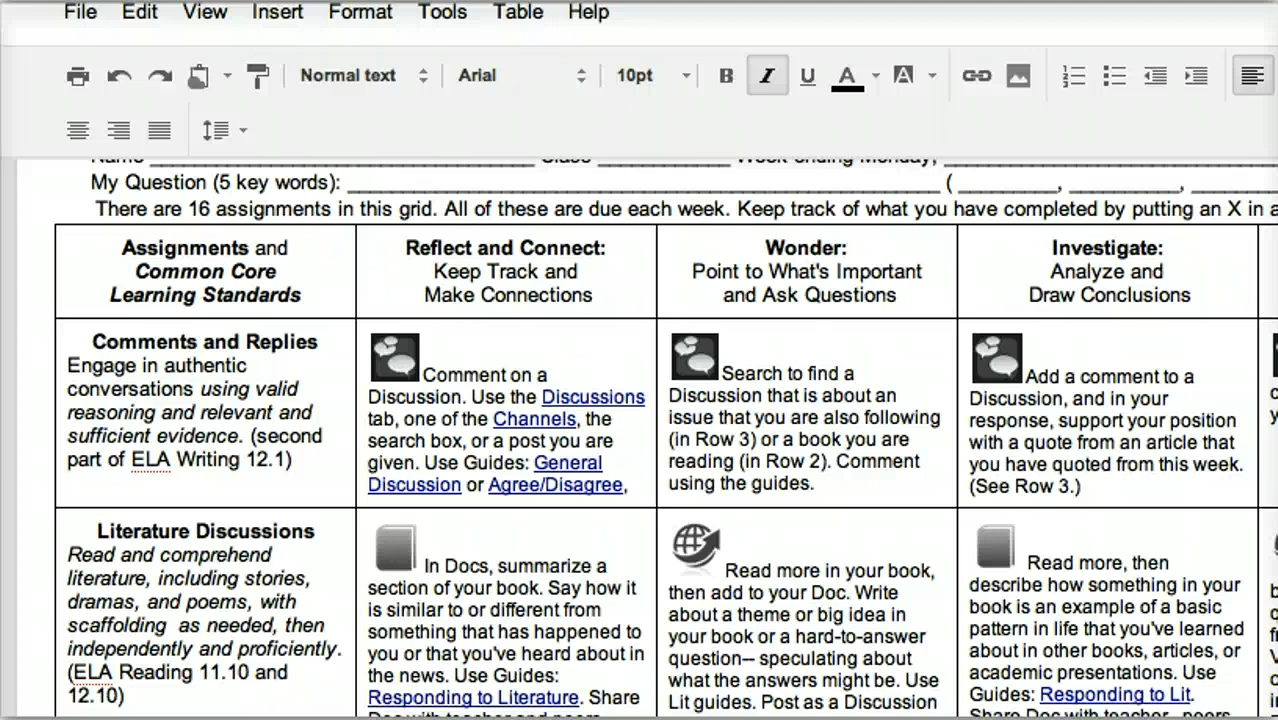 File Edit View Insert Format Tools Table Help
Normal text Arial 10pt B I U A A
Name Class Week ending Monday,
My Question (5 key words): ( , ,
There are 16 assignments in this grid. All of these are due each week. Keep track of what you have completed by putting an X in a
Assignments and
Common Core
Learning Standards
Reflect and Connect:
Keep Track and
Make Connections
Wonder:
Point to What's Important
and Ask Questions
Investigate:
Analyze and
Draw Conclusions
Comments and Replies
Engage in authentic
conversations using valid
reasoning and relevant and
sufficient evidence. (second
part of ELA Writing 12.1)
Comment on a
Discussion. Use the Discussions
tab, one of the Channels, the
search box, or a post you are
given. Use Guides: General
Discussion or Agree/Disagree,
Search to find a
Discussion that is about an
issue that you are also following
(in Row 3) or a book you are
reading (in Row 2). Comment
using the guides.
Add a comment to a
Discussion, and in your
response, support your position
with a quote from an article that
you have quoted from this week.
(See Row 3.)
Literature Discussions
Read and comprehend
literature, including stories,
dramas, and poems, with
scaffolding as needed, then
independently and proficiently.
(ELA Reading 11.10 and
12.10)
In Docs, summarize a
section of your book. Say how it
is similar to or different from
something that has happened to
you or that you've heard about in
the news. Use Guides:
Responding to Literature. Share
Doc with teacher and peers
Read more in your book,
then add to your Doc. Write
about a theme or big idea in
your book or a hard-to-answer
question-- speculating about
what the answers might be. Use
Lit guides. Post as a Discussion
Read more, then
describe how something in your
book is an example of a basic
pattern in life that you've learned
about in other books, articles, or
academic presentations. Use
Guides: Responding to Lit.
Share Doc with teacher peers